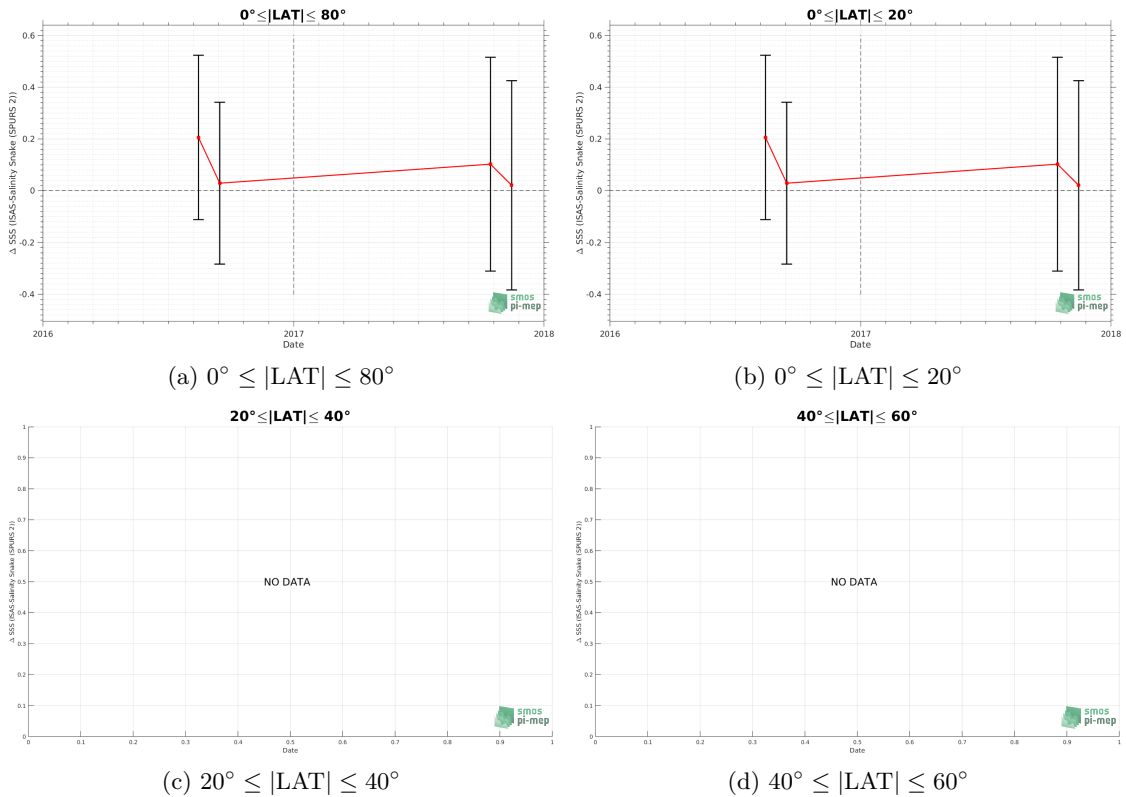 0°≤|LAT|≤ 80°
Δ SSS (ISAS-Salinity Snake (SPURS 2))
0.6
0.4
0.2
0
-0.2
-0.4
2016
2017
2018
Date
smos
pi-mep
(a) 0° ≤ |LAT| ≤ 80°
0°≤|LAT|≤ 20°
Δ SSS (ISAS-Salinity Snake (SPURS 2))
0.6
0.4
0.2
0
-0.2
-0.4
2016
2017
2018
Date
smos
pi-mep
(b) 0° ≤ |LAT| ≤ 20°
20°≤|LAT|≤ 40°
Δ SSS (ISAS-Salinity Snake (SPURS 2))
1
0.9
0.8
0.7
0.6
0.5
0.4
0.3
0.2
0.1
0
NO DATA
0 0.1 0.2 0.3 0.4 0.5 0.6 0.7 0.8 0.9 1
Date
smos
pi-mep
(c) 20° ≤ |LAT| ≤ 40°
40°≤|LAT|≤ 60°
Δ SSS (ISAS-Salinity Snake (SPURS 2))
1
0.9
0.8
0.7
0.6
0.5
0.4
0.3
0.2
0.1
0
NO DATA
0 0.1 0.2 0.3 0.4 0.5 0.6 0.7 0.8 0.9 1
Date
smos
pi-mep
(d) 40° ≤ |LAT| ≤ 60°